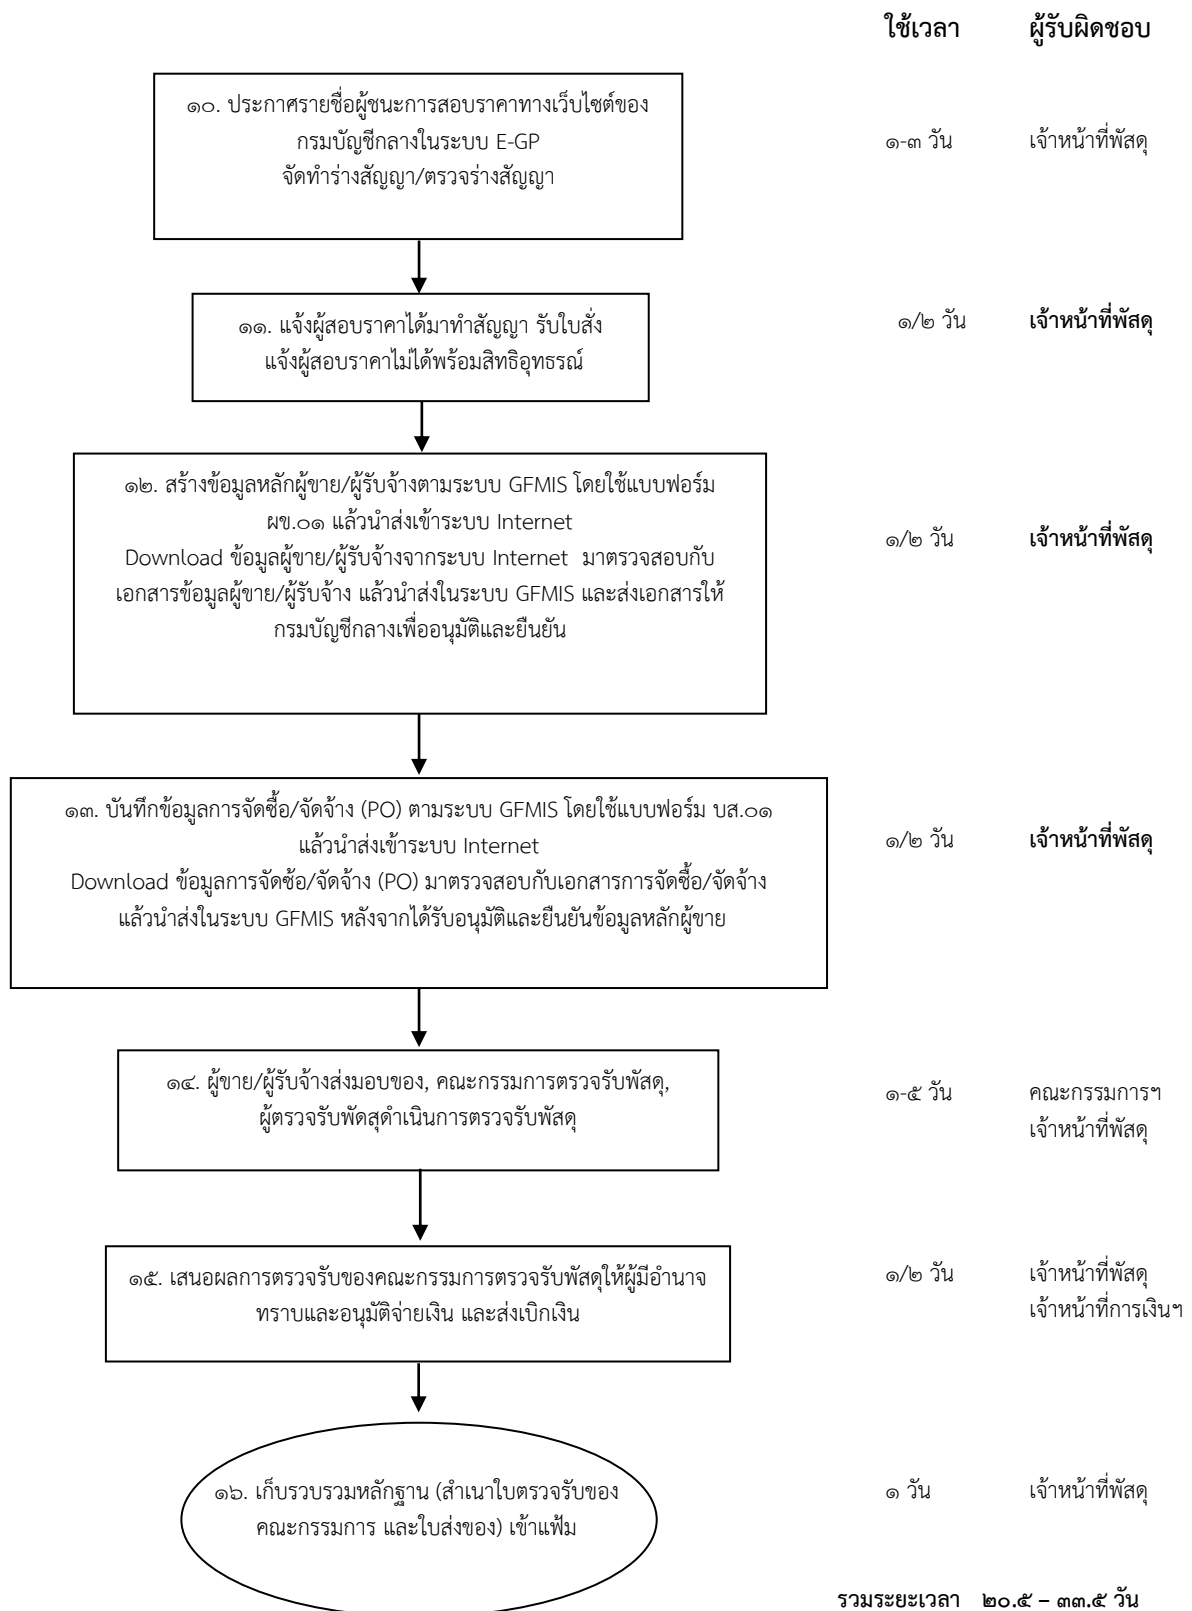 ใช้เวลา ผู้รับผิดชอบ
๑๐. ประกาศรายชื่อผู้ชนะการสอบราคาทางเว็บไซต์ของ
กรมบัญชีกลางในระบบ E-GP
จัดทำร่างสัญญา/ตรวจร่างสัญญา
๑-๓ วัน เจ้าหน้าที่พัสดุ
๑๑. แจ้งผู้สอบราคาได้มาทำสัญญา รับใบสั่ง
แจ้งผู้สอบราคาไม่ได้พร้อมสิทธิอุทธรณ์
๑/๒ วัน เจ้าหน้าที่พัสดุ
๑๒. สร้างข้อมูลหลักผู้ขาย/ผู้รับจ้างตามระบบ GFMIS โดยใช้แบบฟอร์ม
ผข.๐๑ แล้วนำส่งเข้าระบบ Internet
Download ข้อมูลผู้ขาย/ผู้รับจ้างจากระบบ Internet มาตรวจสอบกับ
เอกสารข้อมูลผู้ขาย/ผู้รับจ้าง แล้วนำส่งในระบบ GFMIS และส่งเอกสารให้
กรมบัญชีกลางเพื่ออนุมัติและยืนยัน
๑/๒ วัน เจ้าหน้าที่พัสดุ
๑๓. บันทึกข้อมูลการจัดซื้อ/จัดจ้าง (PO) ตามระบบ GFMIS โดยใช้แบบฟอร์ม บส.๐๑
แล้วนำส่งเข้าระบบ Internet
Download ข้อมูลการจัดซ้อ/จัดจ้าง (PO) มาตรวจสอบกับเอกสารการจัดซื้อ/จัดจ้าง
แล้วนำส่งในระบบ GFMIS หลังจากได้รับอนุมัติและยืนยันข้อมูลหลักผู้ขาย
๑/๒ วัน เจ้าหน้าที่พัสดุ
๑๔. ผู้ขาย/ผู้รับจ้างส่งมอบของ, คณะกรรมการตรวจรับพัสดุ,
ผู้ตรวจรับพัดสุดำเนินการตรวจรับพัสดุ
๑-๕ วัน คณะกรรมการฯ
เจ้าหน้าที่พัสดุ
๑๕. เสนอผลการตรวจรับของคณะกรรมการตรวจรับพัสดุให้ผู้มีอำนาจ
ทราบและอนุมัติจ่ายเงิน และส่งเบิกเงิน
๑/๒ วัน เจ้าหน้าที่พัสดุ
เจ้าหน้าที่การเงินฯ
๑๖. เก็บรวบรวมหลักฐาน (สำเนาใบตรวจรับของ
คณะกรรมการ และใบส่งของ) เข้าแฟ้ม
๑ วัน เจ้าหน้าที่พัสดุ
รวมระยะเวลา ๒๐.๕ – ๓๓.๕ วัน